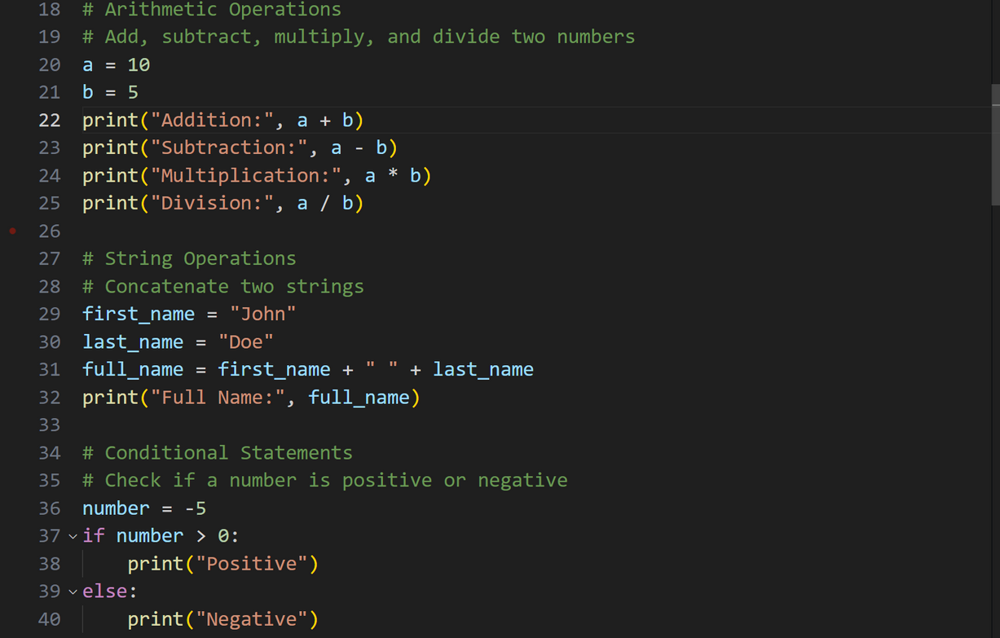 18 # Arithmetic Operations
19 # Add, subtract, multiply, and divide two numbers
20 a = 10
21 b = 5
22 print("Addition:", a + b)
23 print("Subtraction:", a - b)
24 print("Multiplication:", a * b)
25 print("Division:", a / b)
26
27 # String Operations
28 # Concatenate two strings
29 first_name = "John"
30 last_name = "Doe"
31 full_name = first_name + " " + last_name
32 print("Full Name:", full_name)
33
34 # Conditional Statements
35 # Check if a number is positive or negative
36 number = -5
37 if number > 0:
38     print("Positive")
39 else:
40     print("Negative")